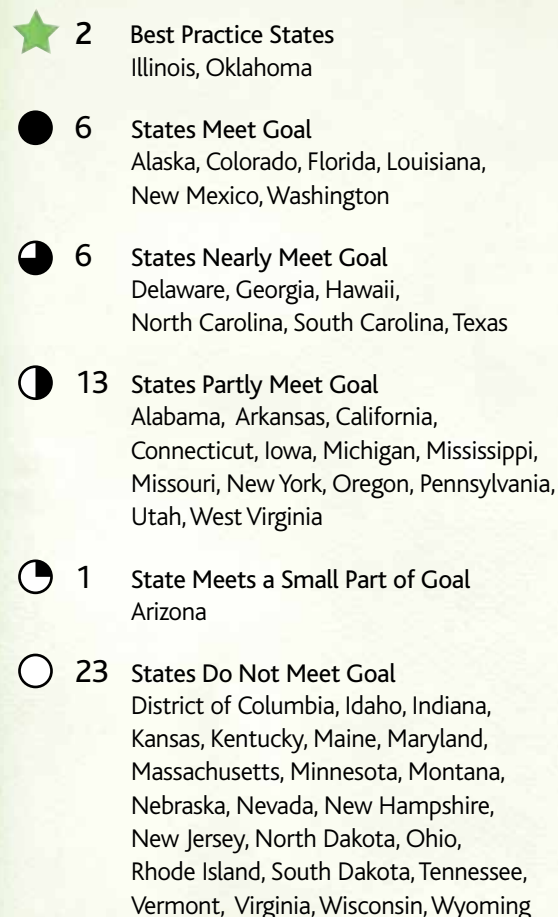 2 Best Practice States
Illinois, Oklahoma
6 States Meet Goal
Alaska, Colorado, Florida, Louisiana,
New Mexico, Washington
6 States Nearly Meet Goal
Delaware, Georgia, Hawaii,
North Carolina, South Carolina, Texas
13 States Partly Meet Goal
Alabama, Arkansas, California,
Connecticut, Iowa, Michigan, Mississippi,
Missouri, New York, Oregon, Pennsylvania,
Utah, West Virginia
1 State Meets a Small Part of Goal
Arizona
23 States Do Not Meet Goal
District of Columbia, Idaho, Indiana,
Kansas, Kentucky, Maine, Maryland,
Massachusetts, Minnesota, Montana,
Nebraska, Nevada, New Hampshire,
New Jersey, North Dakota, Ohio,
Rhode Island, South Dakota, Tennessee,
Vermont, Virginia, Wisconsin, Wyoming